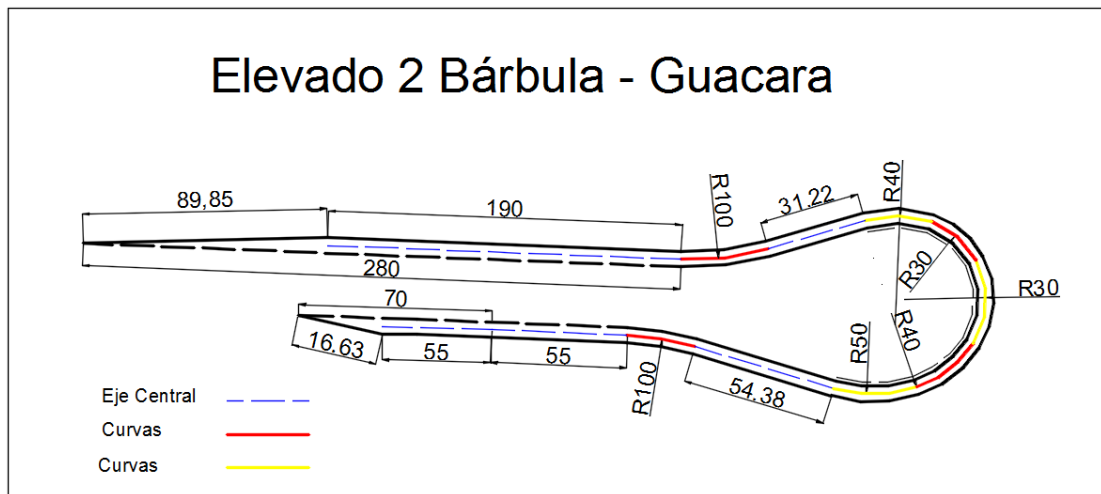 Elevado 2 Bárbula - Guacara
89,85
190
R100
31.22
R40
280
R30
R30
70
R40
R50
16.63
55
55
R100
54.38
Eje Central
Curvas
Curvas